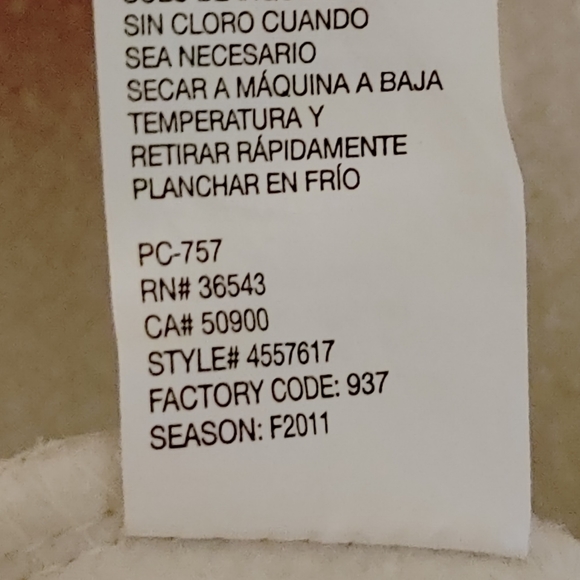 SIN CLORO CUANDO
SEA NECESARIO
SECAR A MÁQUINA A BAJA
TEMPERATURA Y
RETIRAR RÁPIDAMENTE
PLANCHAR EN FRÍO
PC-757
RN# 36543
CA# 50900
STYLE# 4557617
FACTORY CODE: 937
SEASON: F2011